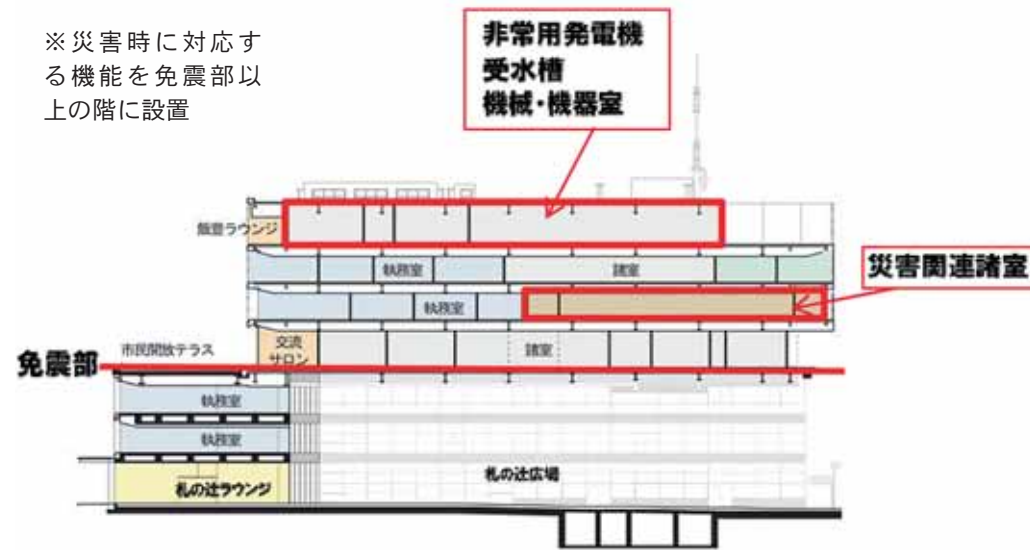 ※災害時に対応す
る機能を免震部以
上の階に設置
非常用発電機
受水槽
機械・機器室
飯豊ラウンジ
執務室
諸室
災害関連諸室
執務室
免震部
市民開放テラス
交流
サロン
諸室
執務室
執務室
札の辻ラウンジ
札の辻広場